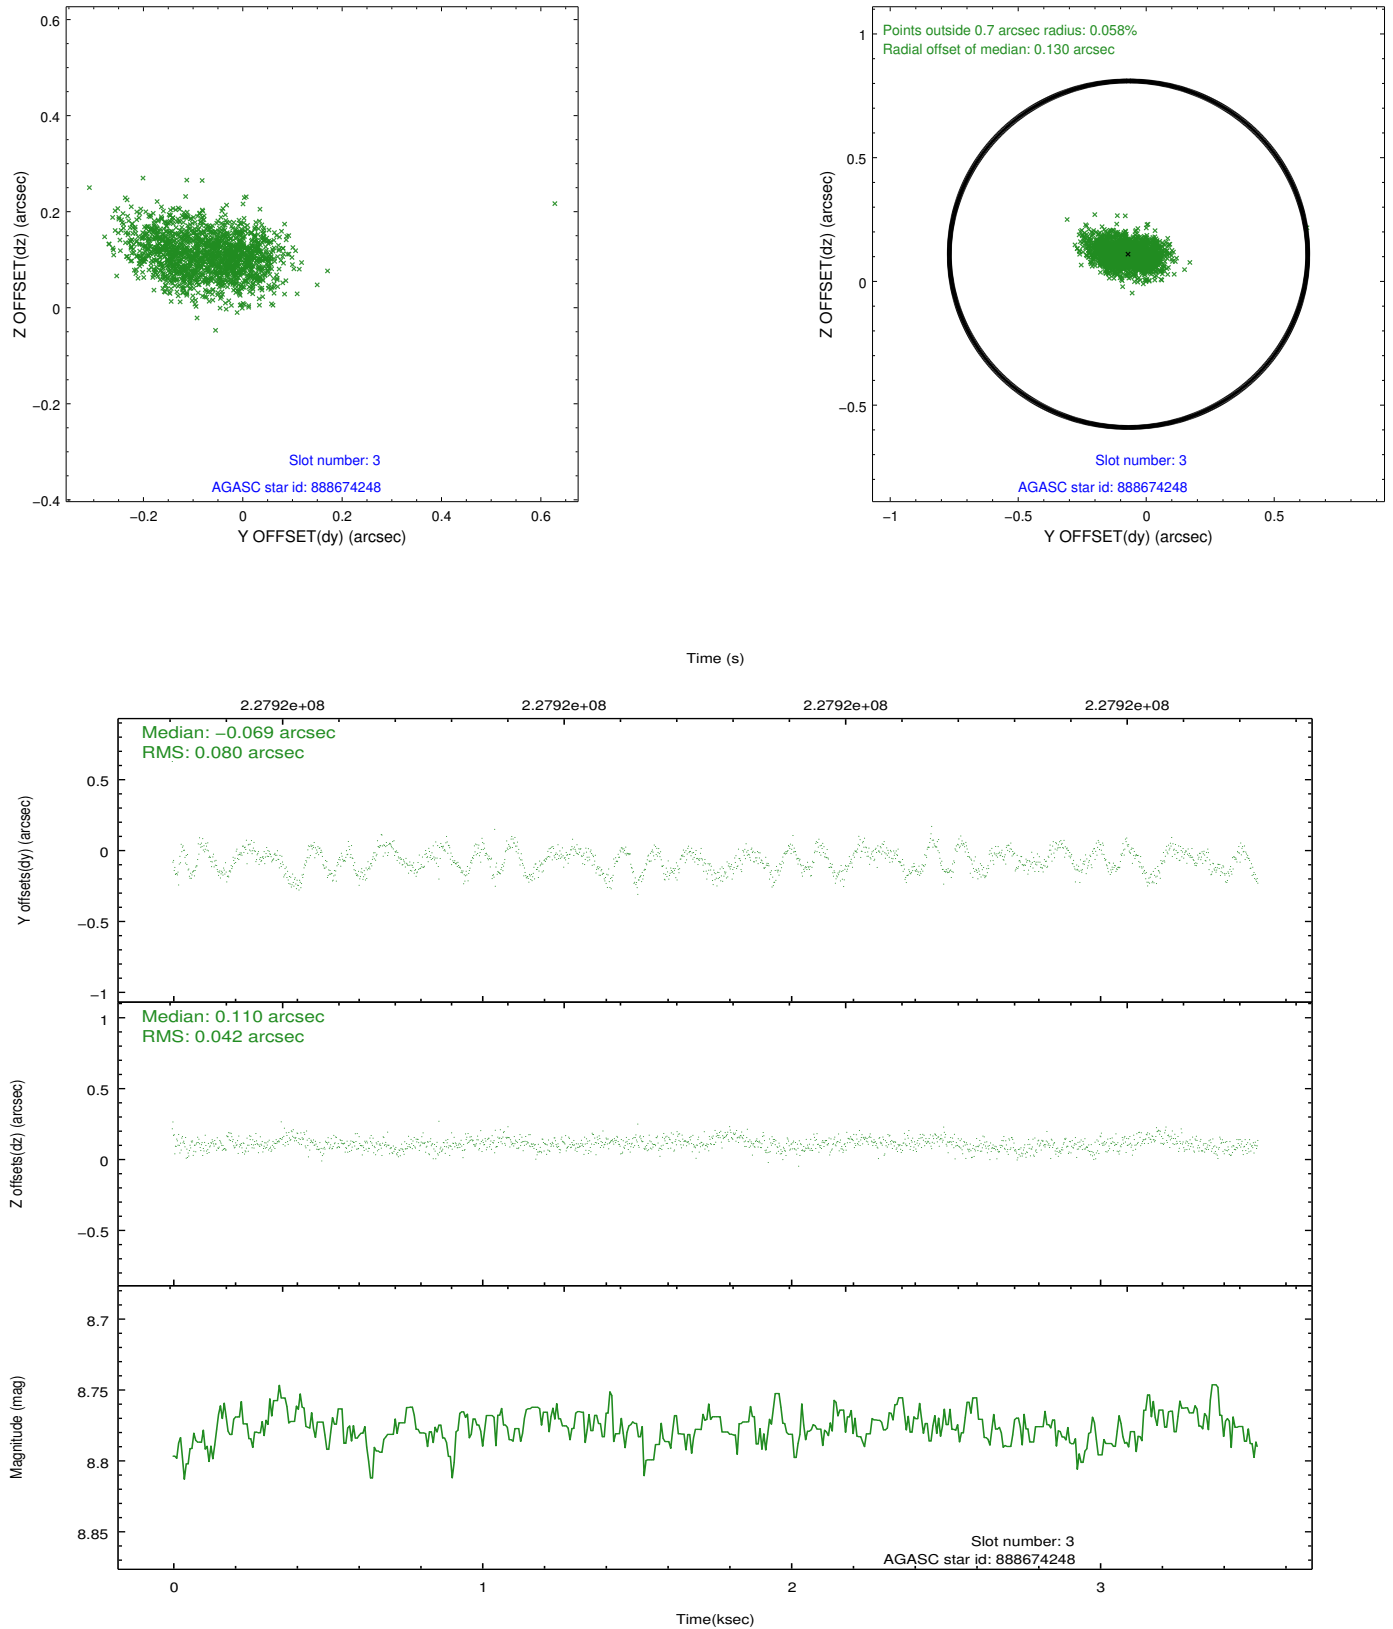 0.6
0.4
0.2
0
−0.2
−0.4
Z OFFSET(dz) (arcsec)
Slot number: 3
AGASC star id: 888674248
−0.2 0 0.2 0.4 0.6
Y OFFSET(dy) (arcsec)
Points outside 0.7 arcsec radius: 0.058%
Radial offset of median: 0.130 arcsec
1
0.5
0
−0.5
Z OFFSET(dz) (arcsec)
Slot number: 3
AGASC star id: 888674248
−1 −0.5 0 0.5
Y OFFSET(dy) (arcsec)
Time (s)
2.2792e+08 2.2792e+08 2.2792e+08 2.2792e+08
Median: −0.069 arcsec
RMS: 0.080 arcsec
0.5
0
−0.5
−1
Y offsets(dy) (arcsec)
Median: 0.110 arcsec
RMS: 0.042 arcsec
1
0.5
0
−0.5
Z offsets(dz) (arcsec)
8.7
8.75
8.8
8.85
Magnitude (mag)
Slot number: 3
AGASC star id: 888674248
0 1 2 3
Time(ksec)